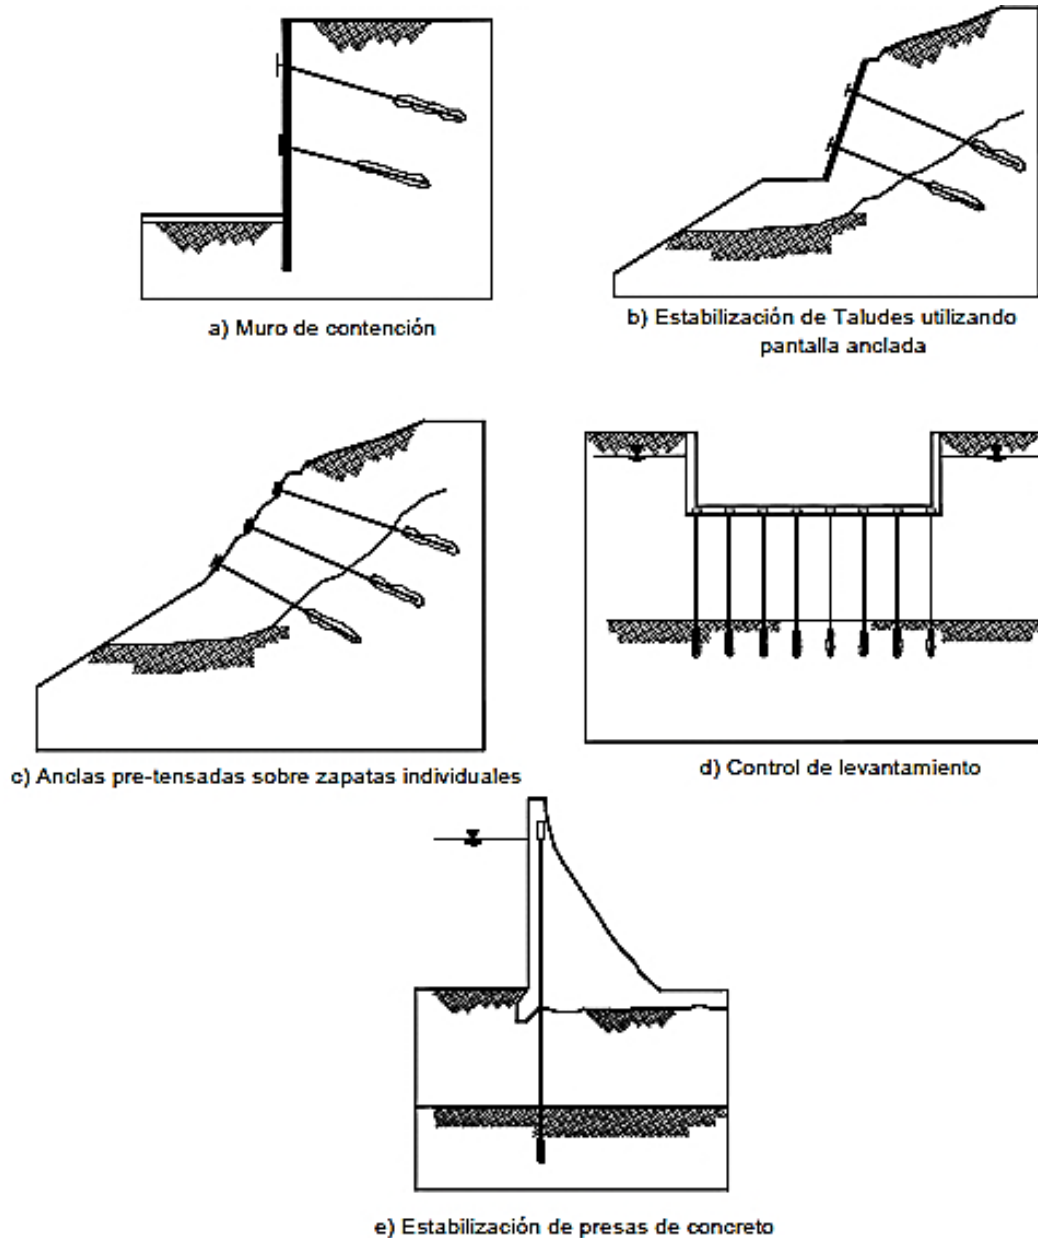 a) Muro de contención
b) Estabilización de Taludes utilizando
pantalla anclada
c) Anclas pre-tensadas sobre zapatas individuales
d) Control de levantamiento
e) Estabilización de presas de concreto